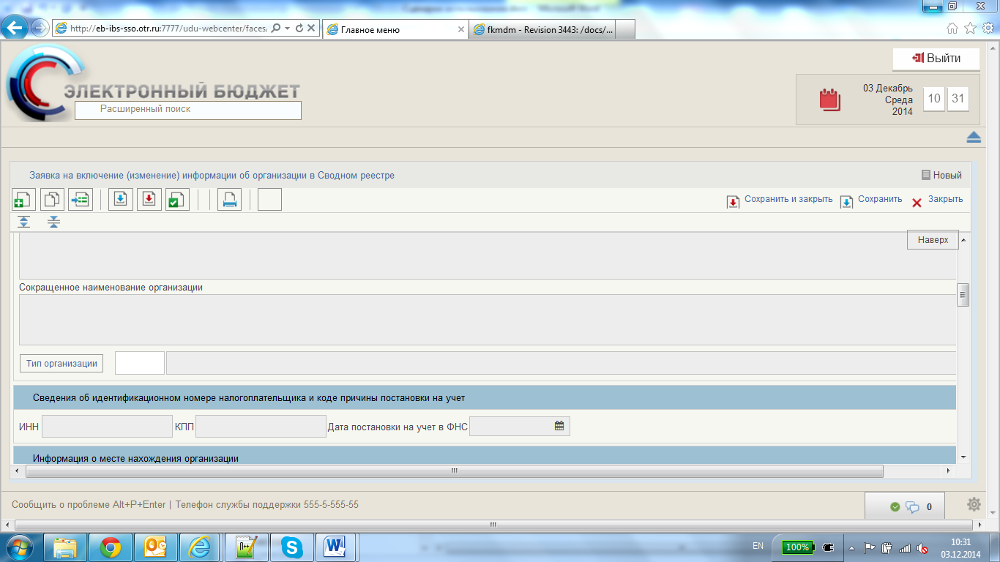 http://eb-ibs-sso.otr.ru:7777/udu-webcenter/faces,
Главное меню
fkmdm - Revision 3443: /docs/...
Выйти
ЭЛЕКТРОННЫЙ БЮДЖЕТ
Расширенный поиск
03 Декабрь
Среда
2014
10 31
Заявка на включение (изменение) информации об организации в Сводном реестре
Новый
Сохранить и закрыть
Сохранить
Закрыть
Наверх
Сокращенное наименование организации
Тип организации
Сведения об идентификационном номере налогоплательщика и коде причины постановки на учет
ИНН
КПП
Дата постановки на учет в ФНС
Информация о месте нахождения организации
Сообщить о проблеме Alt+P+Enter | Телефон службы поддержки 555-5-555-55
0
EN
100%
10:31
03.12.2014